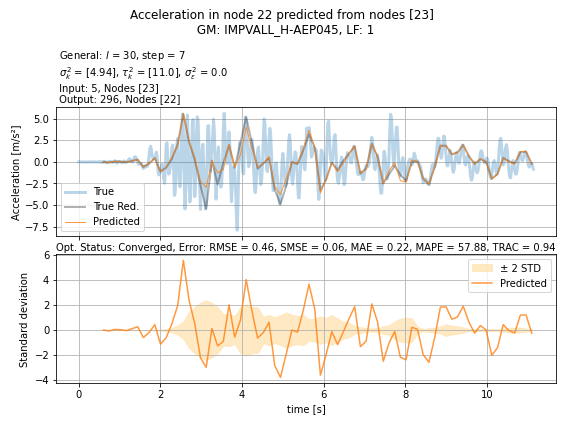 Acceleration in node 22 predicted from nodes [23]
GM: IMPVALL_H-AEP045, LF: 1
General: l = 30, step = 7
σ_k² = [4.94], τ_k² = [11.0], σ_ε² = 0.0
Input: 5, Nodes [23]
Output: 296, Nodes [22]
Acceleration [m/s²]
5.0
2.5
0.0
−2.5
−5.0
−7.5
True
True Red.
Predicted
Opt. Status: Converged, Error: RMSE = 0.46, SMSE = 0.06, MAE = 0.22, MAPE = 57.88, TRAC = 0.94
Standard deviation
6
4
2
0
−2
−4
± 2 STD
Predicted
0 2 4 6 8 10
time [s]